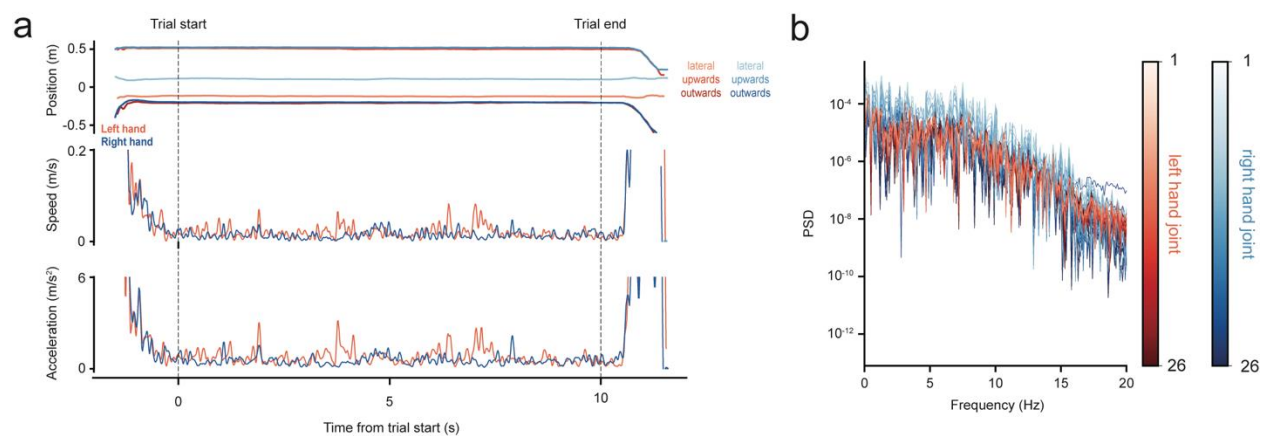 a
Trial start
Trial end
Position (m)
0.5
0
-0.5
lateral
upwards
outwards
lateral
upwards
outwards
Left hand
Right hand
Speed (m/s)
0.2
0
Acceleration (m/s²)
6
0
0
5
10
Time from trial start (s)
b
PSD
10⁻⁴
10⁻⁶
10⁻⁸
10⁻¹⁰
10⁻¹²
0
5
10
15
20
Frequency (Hz)
1
left hand joint
26
1
right hand joint
26